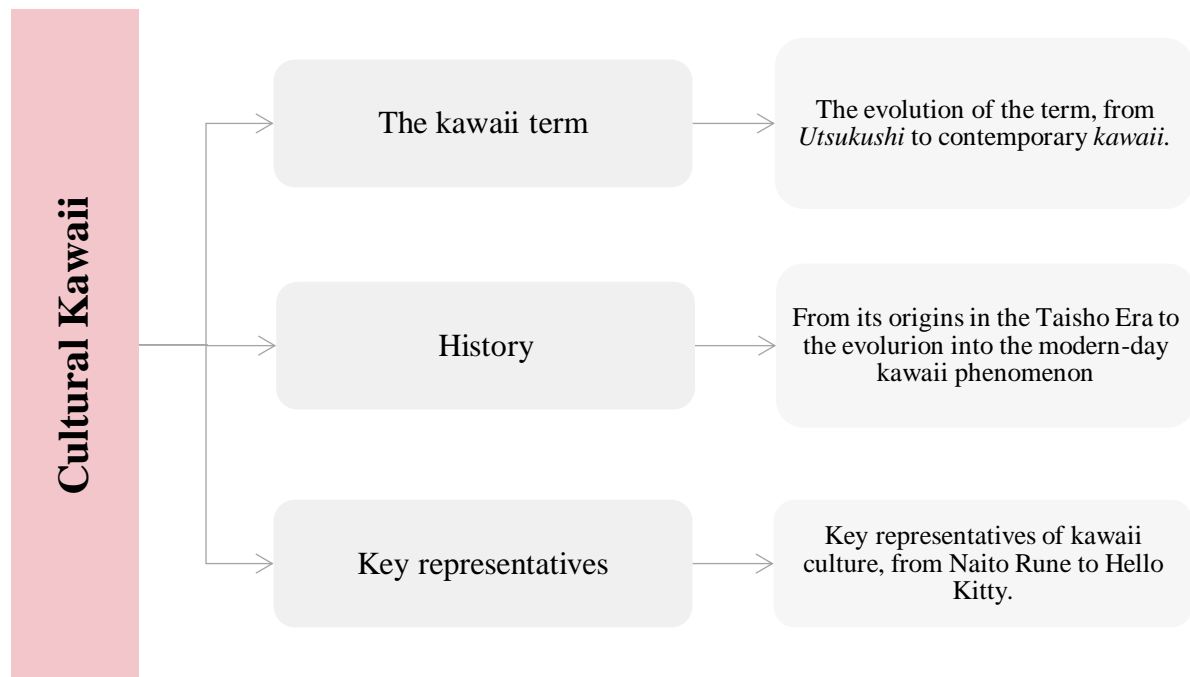 Cultural Kawaii
The kawaii term
The evolution of the term, from
Utsukushi to contemporary kawaii.
History
From its origins in the Taisho Era to
the evolurion into the modern-day
kawaii phenomenon
Key representatives
Key representatives of kawaii
culture, from Naito Rune to Hello
Kitty.